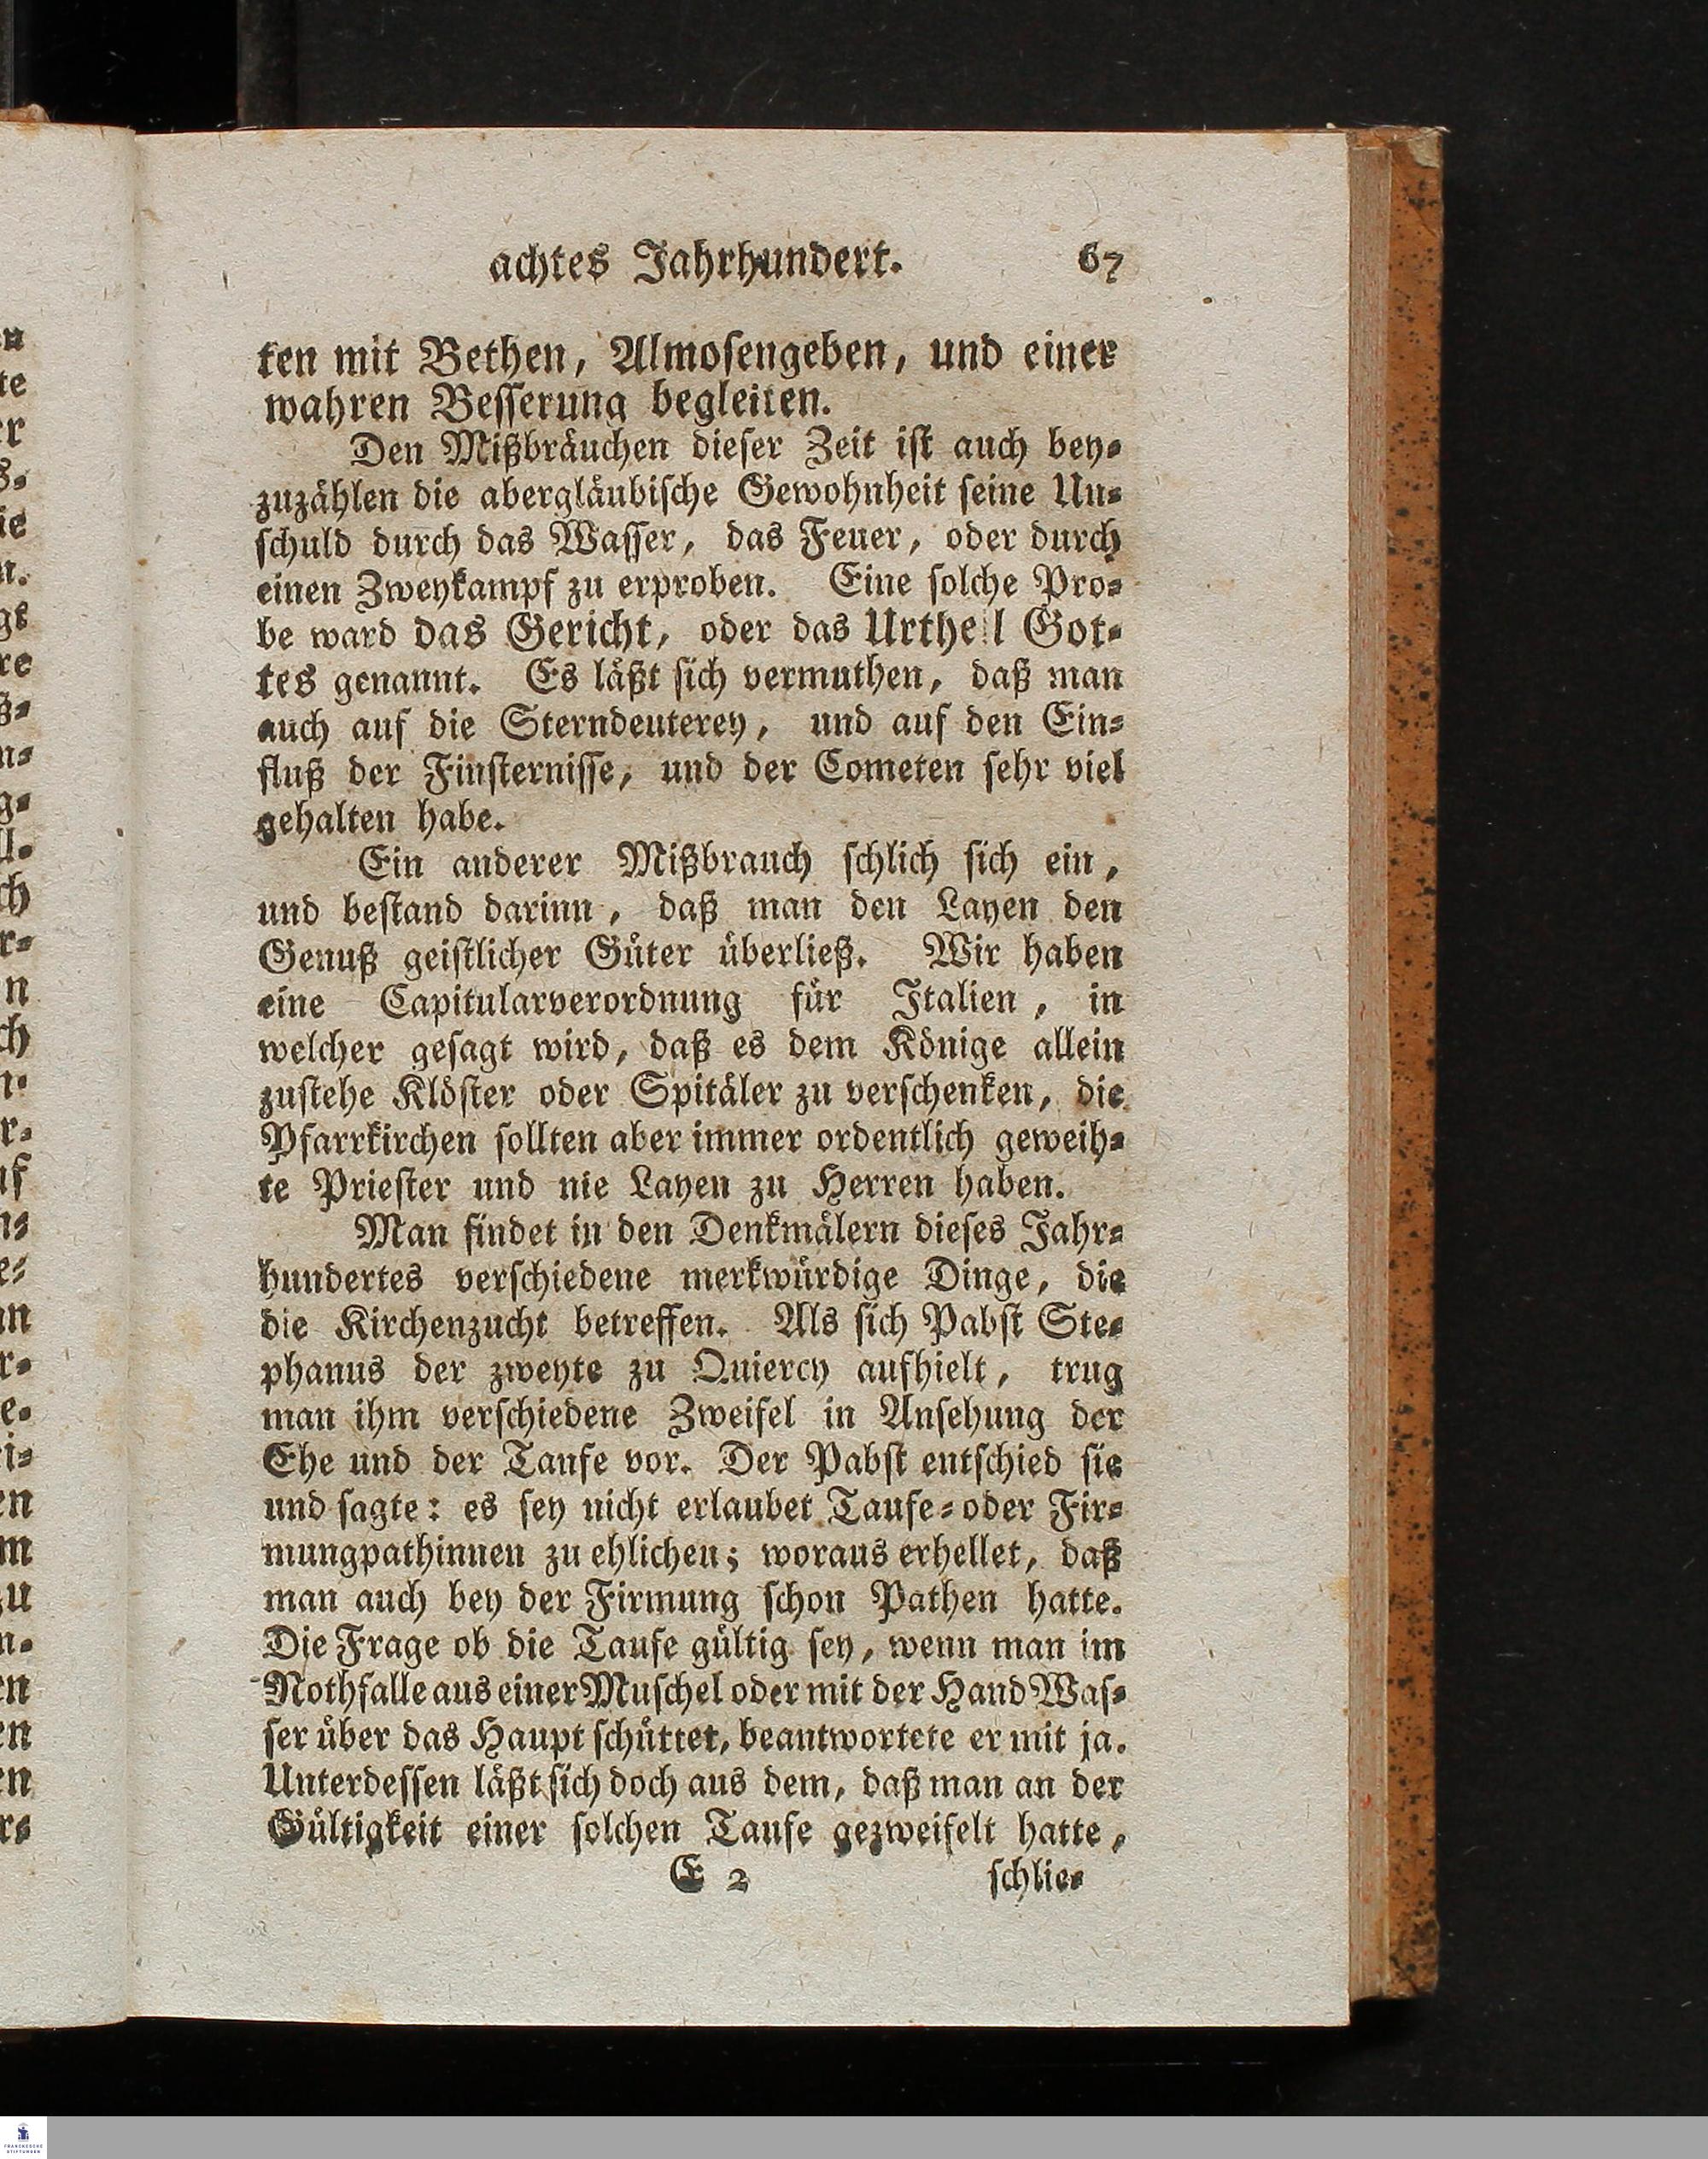 achtes Jahrhundert. 67
ten mit Bethen, Almosengeben, und einer
wahren Besserung begleiten.
Den Mißbräuchen dieser Zeit ist auch bey-
zuzählen die abergläubische Gewohnheit seine Un-
schuld durch das Wasser, das Feuer, oder durch
einen Zweykampf zu erproben. Eine solche Pro-
be ward das Gericht, oder das Urtheil Got-
tes genannt. Es läßt sich vermuthen, daß man
auch auf die Sterndeuterey, und auf den Ein-
fluß der Finsternisse, und der Cometen sehr viel
gehalten habe.
Ein anderer Mißbrauch schlich sich ein,
und bestand darinn, daß man den Layen den
Genuß geistlicher Güter überließ. Wir haben
eine Capitularverordnung für Italien, in
welcher gesagt wird, daß es dem Könige allein
zustehe Klöster oder Spitäler zu verschenken, die
Pfarrkirchen sollten aber immer ordentlich geweih-
te Priester und nie Layen zu Herren haben.
Man findet in den Denkmälern dieses Jahr-
hundertes verschiedene merkwürdige Dinge, die
die Kirchenzucht betreffen. Als sich Pabst Ste-
phanus der zweyte zu Quiercy aufhielt, trug
man ihm verschiedene Zweifel in Ansehung der
Ehe und der Taufe vor. Der Pabst entschied sie
und sagte: es sey nicht erlaubet Taufe-oder Fir-
mungpathinnen zu ehlichen; woraus erhellet, daß
man auch bey der Firmung schon Pathen hatte.
Die Frage ob die Taufe gültig sey, wenn man im
Nothfalle aus einer Muschel oder mit der Hand Was-
ser über das Haupt schüttet, beantwortete er mit ja.
Unterdessen läßt sich doch aus dem, daß man an der
Gültigkeit einer solchen Taufe gezweifelt hatte,
E 2 schlie-
FRANCKESCHE
STIFTUNGEN